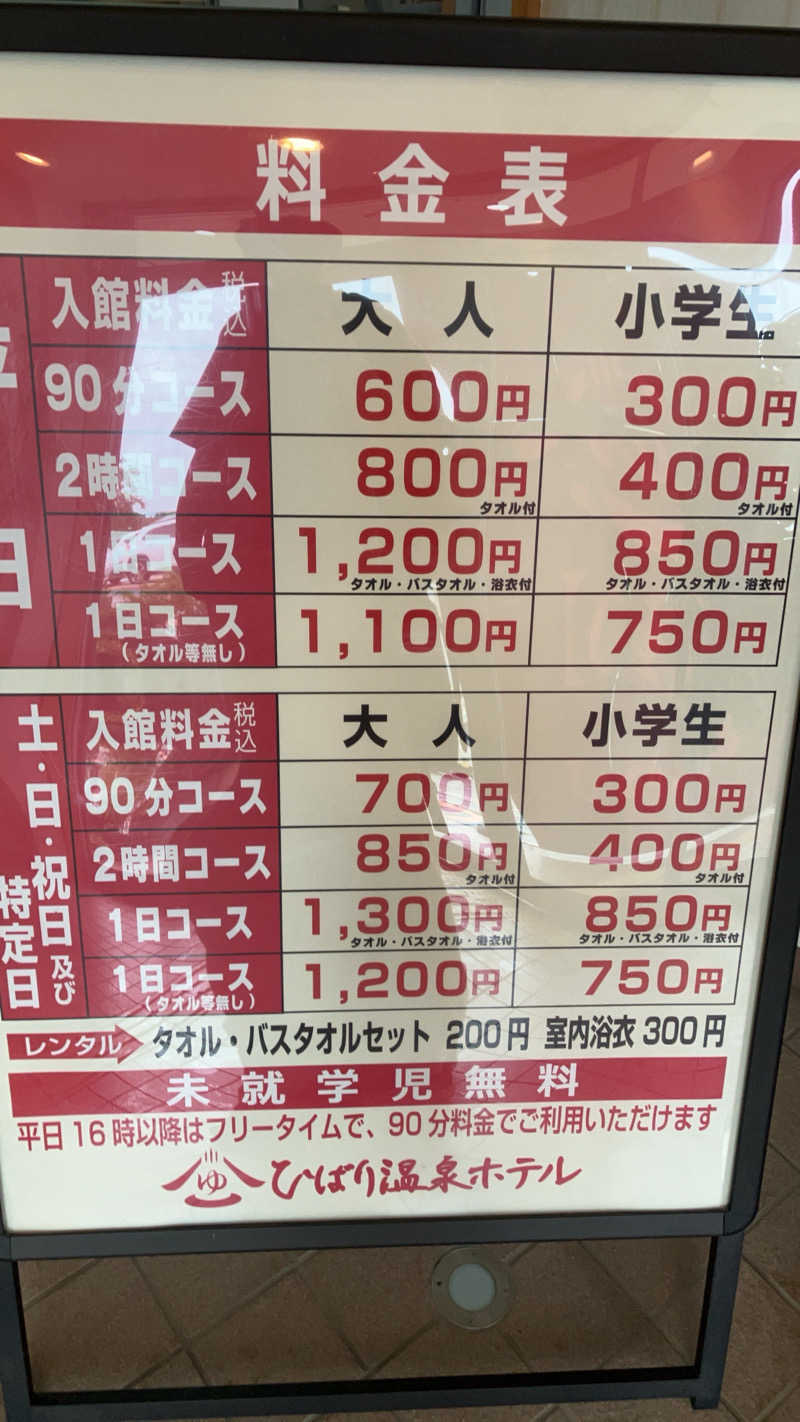 料金表
平日
入館料金 税込 大人 小学生
90分コース 600円 300円
2時間コース 800円 400円
タオル付 タオル付
1日コース 1,200円 850円
タオル・バスタオル・浴衣付 タオル・バスタオル・浴衣付
1日コース 1,100円 750円
(タオル等無し)
土・日・祝日及び特定日
入館料金 税込 大人 小学生
90分コース 700円 300円
2時間コース 850円 400円
タオル付 タオル付
1日コース 1,300円 850円
タオル・バスタオル・浴衣付 タオル・バスタオル・浴衣付
1日コース 1,200円 750円
(タオル等無し)
レンタル タオル・バスタオルセット 200円 室内浴衣 300円
未就学児無料
平日16時以降はフリータイムで、90分料金でご利用いただけます
ゆ ひばり温泉ホテル